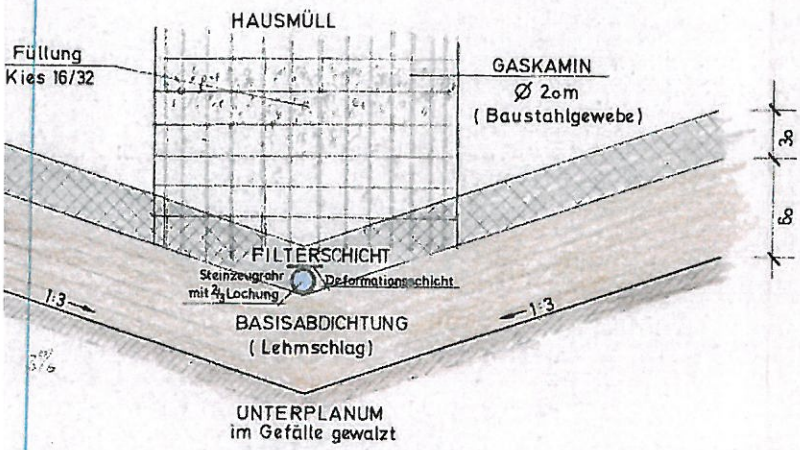 HAUSMÜLL
Füllung
Kies 16/32
GASKAMIN
Ø 2om
(Baustahlgewebe)
30
60
FILTERSCHICHT
Steinzeugrohr
mit 2/3 Lochung
Deformationsschicht
1:3
1:3
BASISABDICHTUNG
(Lehmschlag)
UNTERPLANUM
im Gefälle gewalzt